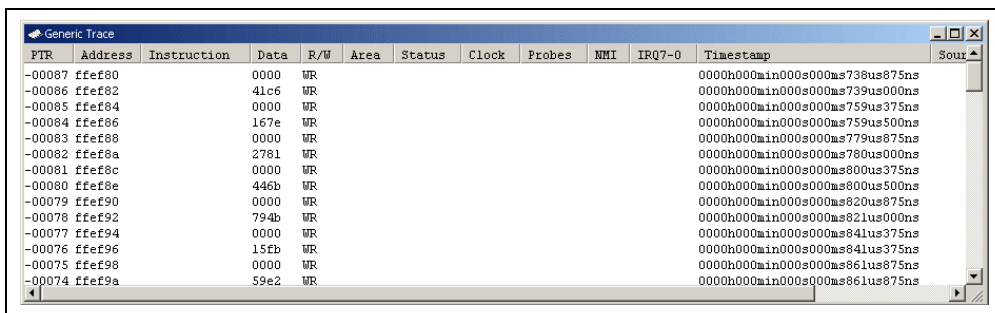 Generic Trace
PTR Address Instruction Data R/W Area Status Clock Probes NMI IRQ7-0 Timestamp Sour
-00087 ffef80 0000 WR 0000h000min000s000ms738us875ns
-00086 ffef82 41c6 WR 0000h000min000s000ms739us000ns
-00085 ffef84 0000 WR 0000h000min000s000ms759us375ns
-00084 ffef86 167e WR 0000h000min000s000ms759us500ns
-00083 ffef88 0000 WR 0000h000min000s000ms779us875ns
-00082 ffef8a 2781 WR 0000h000min000s000ms780us000ns
-00081 ffef8c 0000 WR 0000h000min000s000ms800us375ns
-00080 ffef8e 446b WR 0000h000min000s000ms800us500ns
-00079 ffef90 0000 WR 0000h000min000s000ms820us875ns
-00078 ffef92 794b WR 0000h000min000s000ms821us000ns
-00077 ffef94 0000 WR 0000h000min000s000ms841us375ns
-00076 ffef96 15fb WR 0000h000min000s000ms841us375ns
-00075 ffef98 0000 WR 0000h000min000s000ms861us875ns
-00074 ffef9a 59e2 WR 0000h000min000s000ms861us875ns